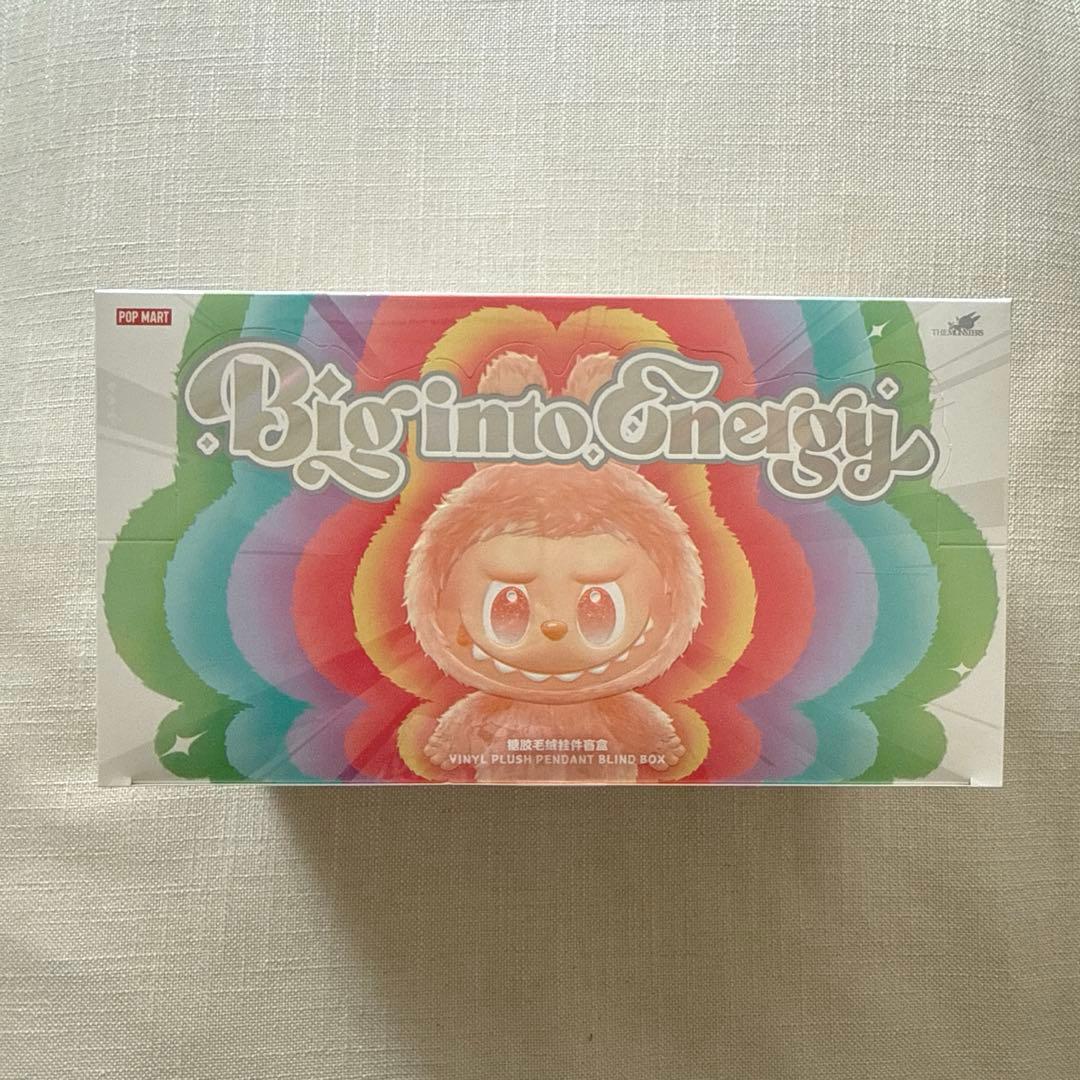 POP MART
THE MONSTERS
Big into Energy
糖胶毛绒挂件盲盒
VINYL PLUSH PENDANT BLIND BOX